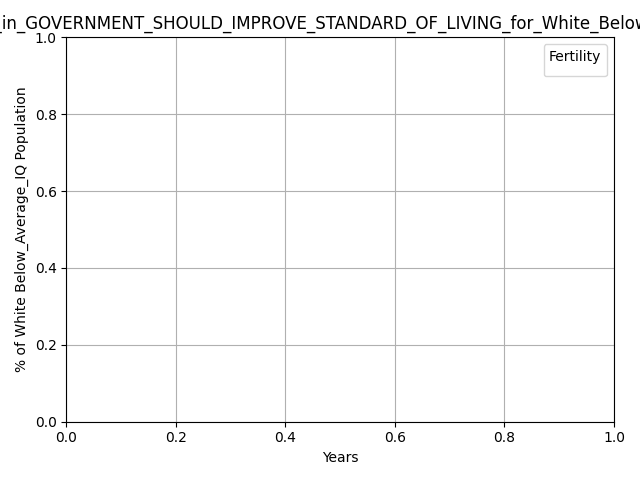 _in_GOVERNMENT_SHOULD_IMPROVE_STANDARD_OF_LIVING_for_White_Below
Fertility
% of White Below_Average_IQ Population
1.0
0.8
0.6
0.4
0.2
0.0
0.0 0.2 0.4 0.6 0.8 1.0
Years